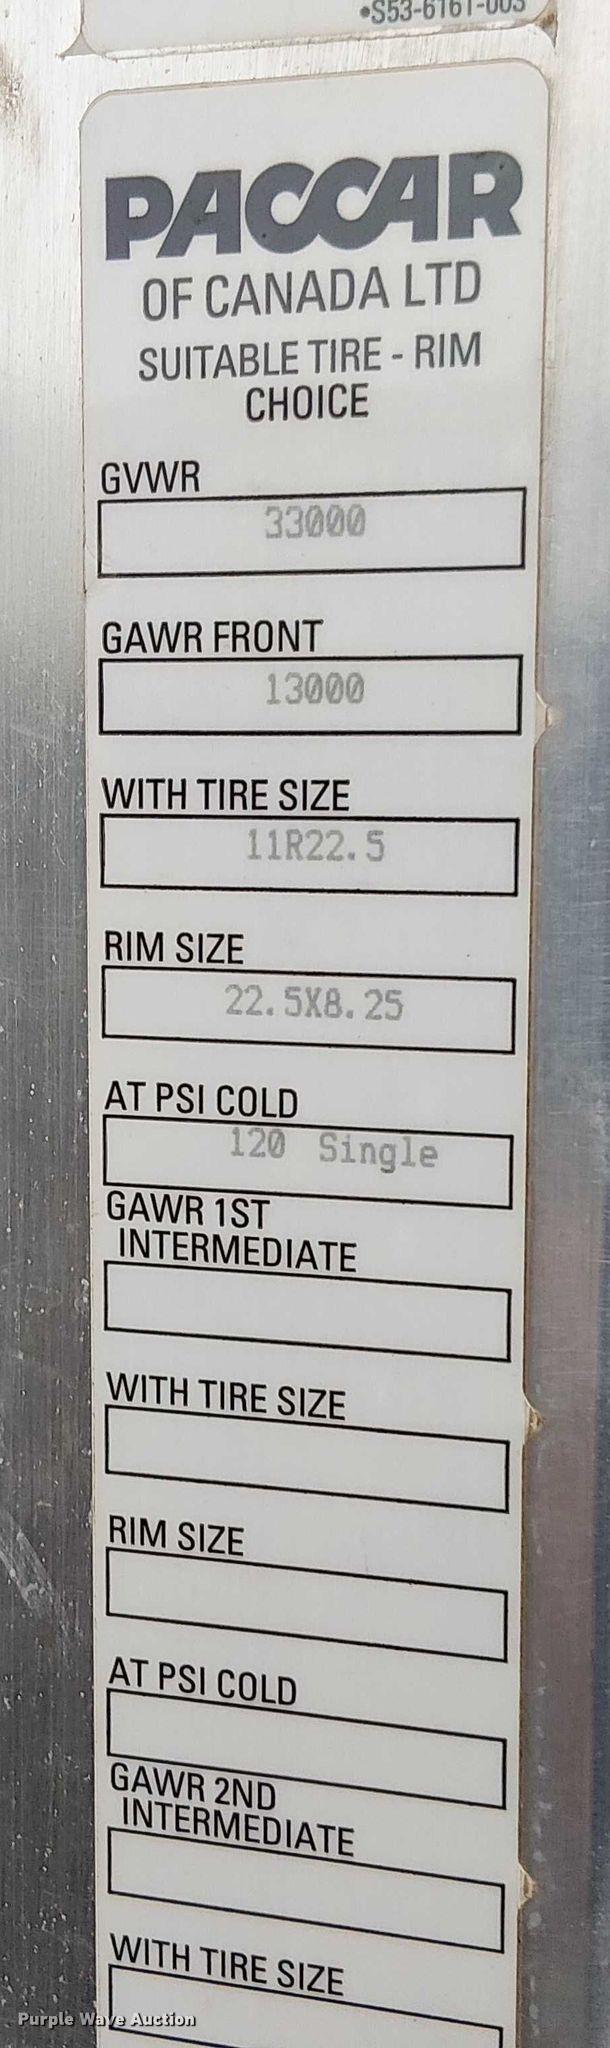 •S53-6161-003
PACCAR
OF CANADA LTD
SUITABLE TIRE - RIM
CHOICE
GVWR
33000
GAWR FRONT
13000
WITH TIRE SIZE
11R22.5
RIM SIZE
22.5X8.25
AT PSI COLD
120 Single
GAWR 1ST
INTERMEDIATE
WITH TIRE SIZE
RIM SIZE
AT PSI COLD
GAWR 2ND
INTERMEDIATE
WITH TIRE SIZE
Purple Wave Auction